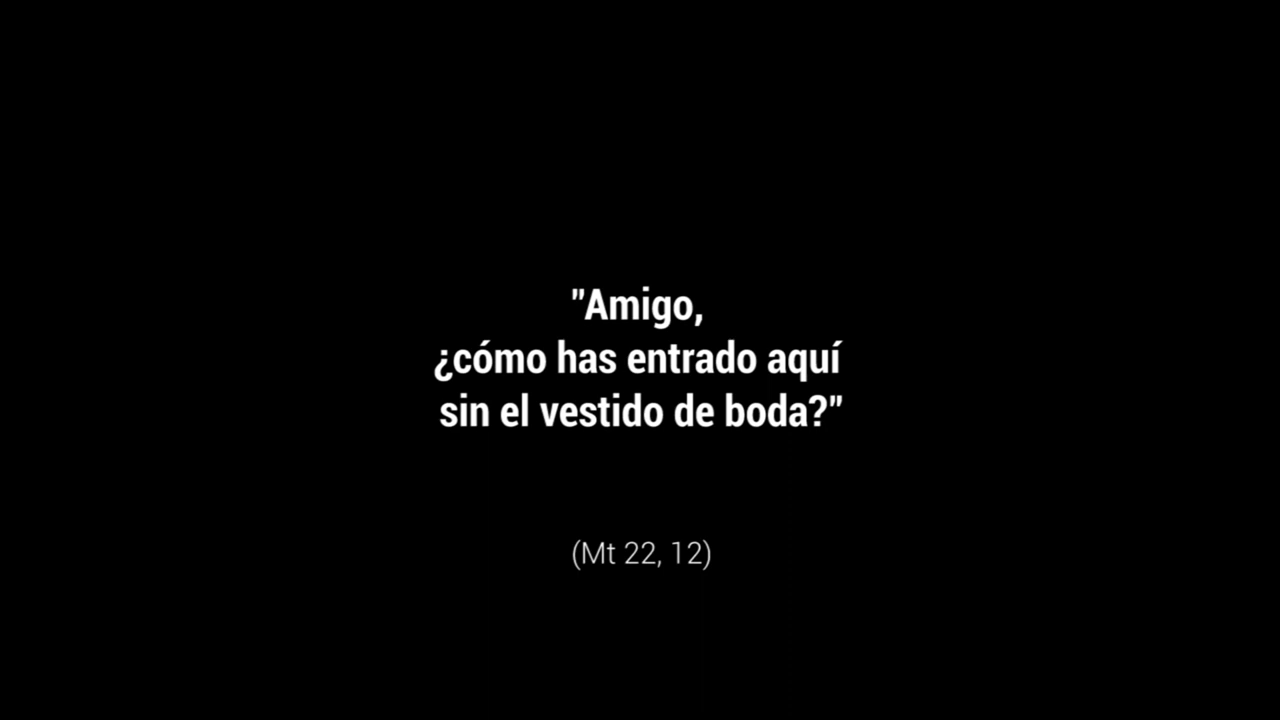 "Amigo,
¿cómo has entrado aquí
sin el vestido de boda?"
(Mt 22, 12)